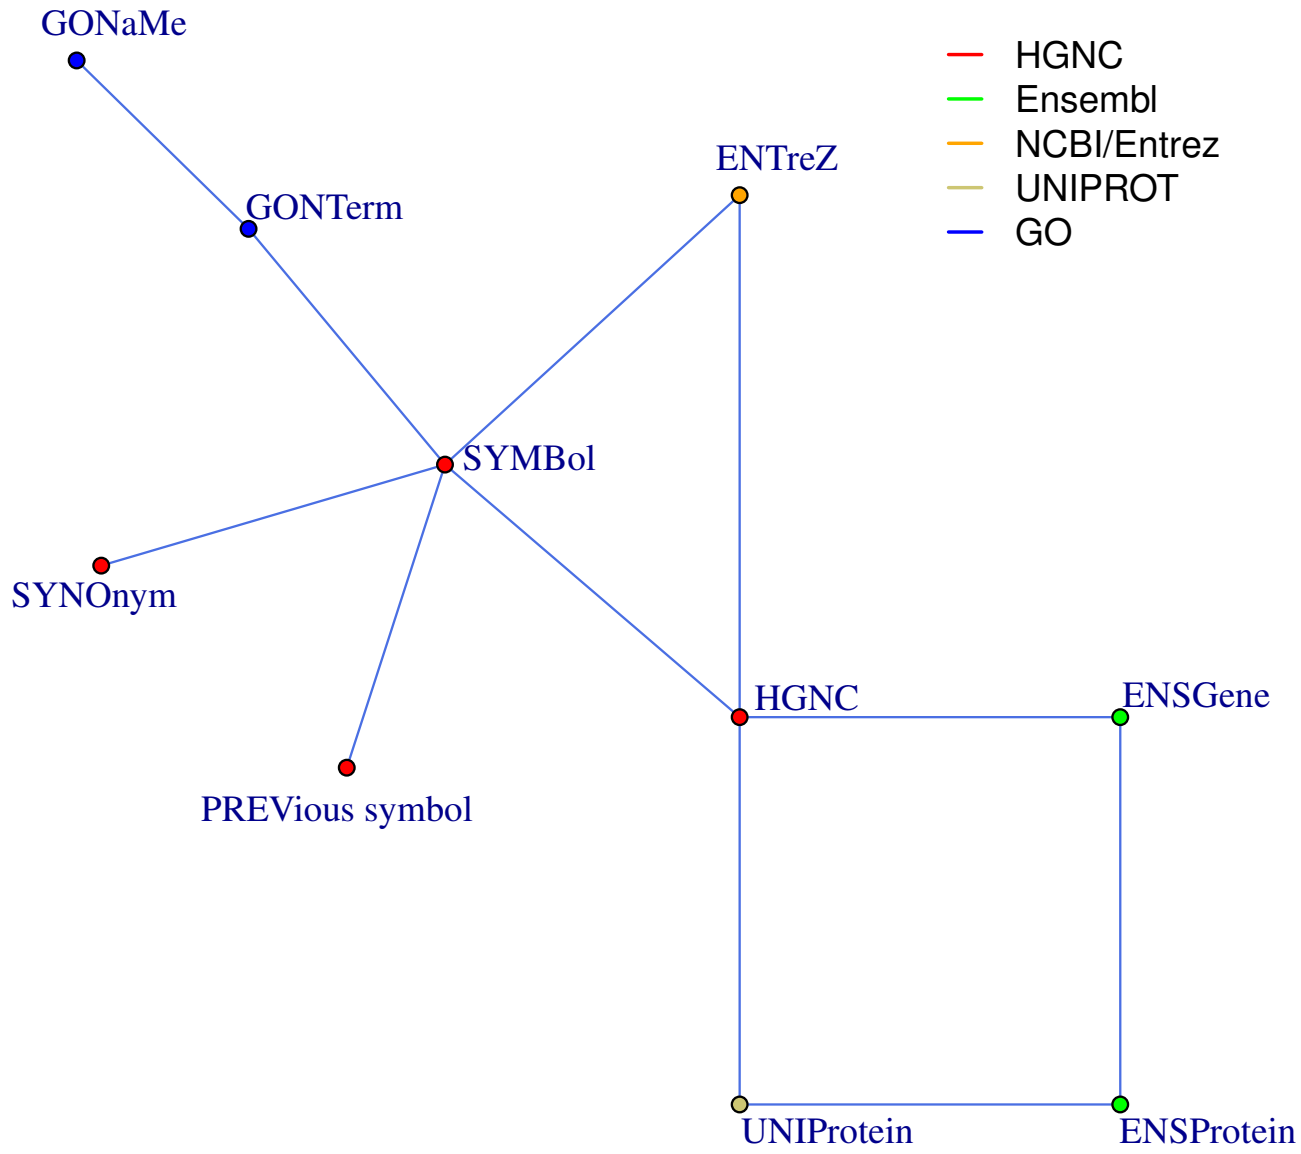 GONaMe
HGNC
Ensembl
NCBI/Entrez
UNIPROT
GO
ENTreZ
GONTerm
SYMBol
SYNOnym
HGNC
ENSGene
PREVious symbol
UNIProtein
ENSProtein